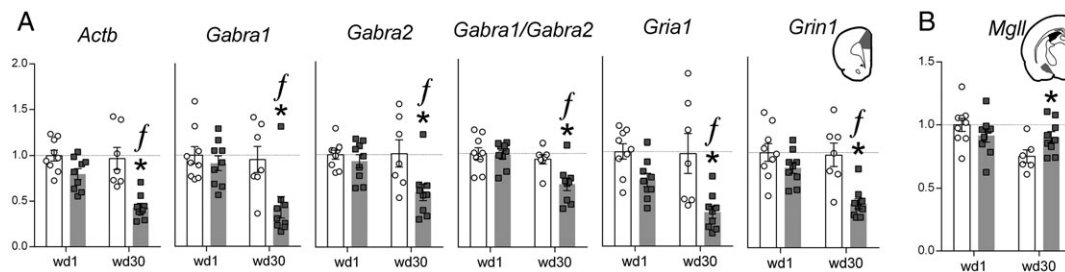 A
Actb
Gabra1
Gabra2
Gabra1/Gabra2
Gria1
Grin1
B
Mgll
2.0
1.5
1.0
0.5
0.0
1.5
1.0
0.5
0.0
f
*
f
*
f
*
f
*
f
*
f
*
*
wd1 wd30
wd1 wd30
wd1 wd30
wd1 wd30
wd1 wd30
wd1 wd30
wd1 wd30